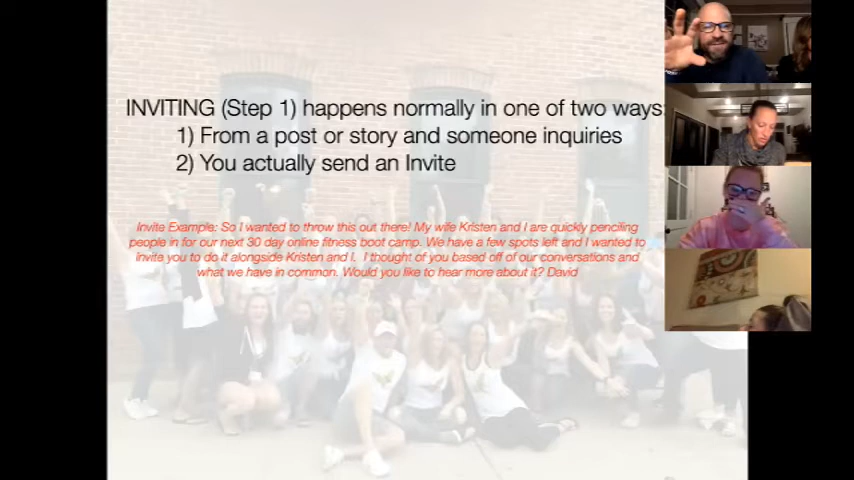 INVITING (Step 1) happens normally in one of two ways:
1) From a post or story and someone inquiries
2) You actually send an Invite
Invite Example: So I wanted to throw this out there! My wife Kristen and I are quickly penciling
people in for our next 30 day online fitness boot camp. We have a few spots left and I wanted to
invite you to do it alongside Kristen and I. I thought of you based off of our conversations and
what we have in common. Would you like to hear more about it? David